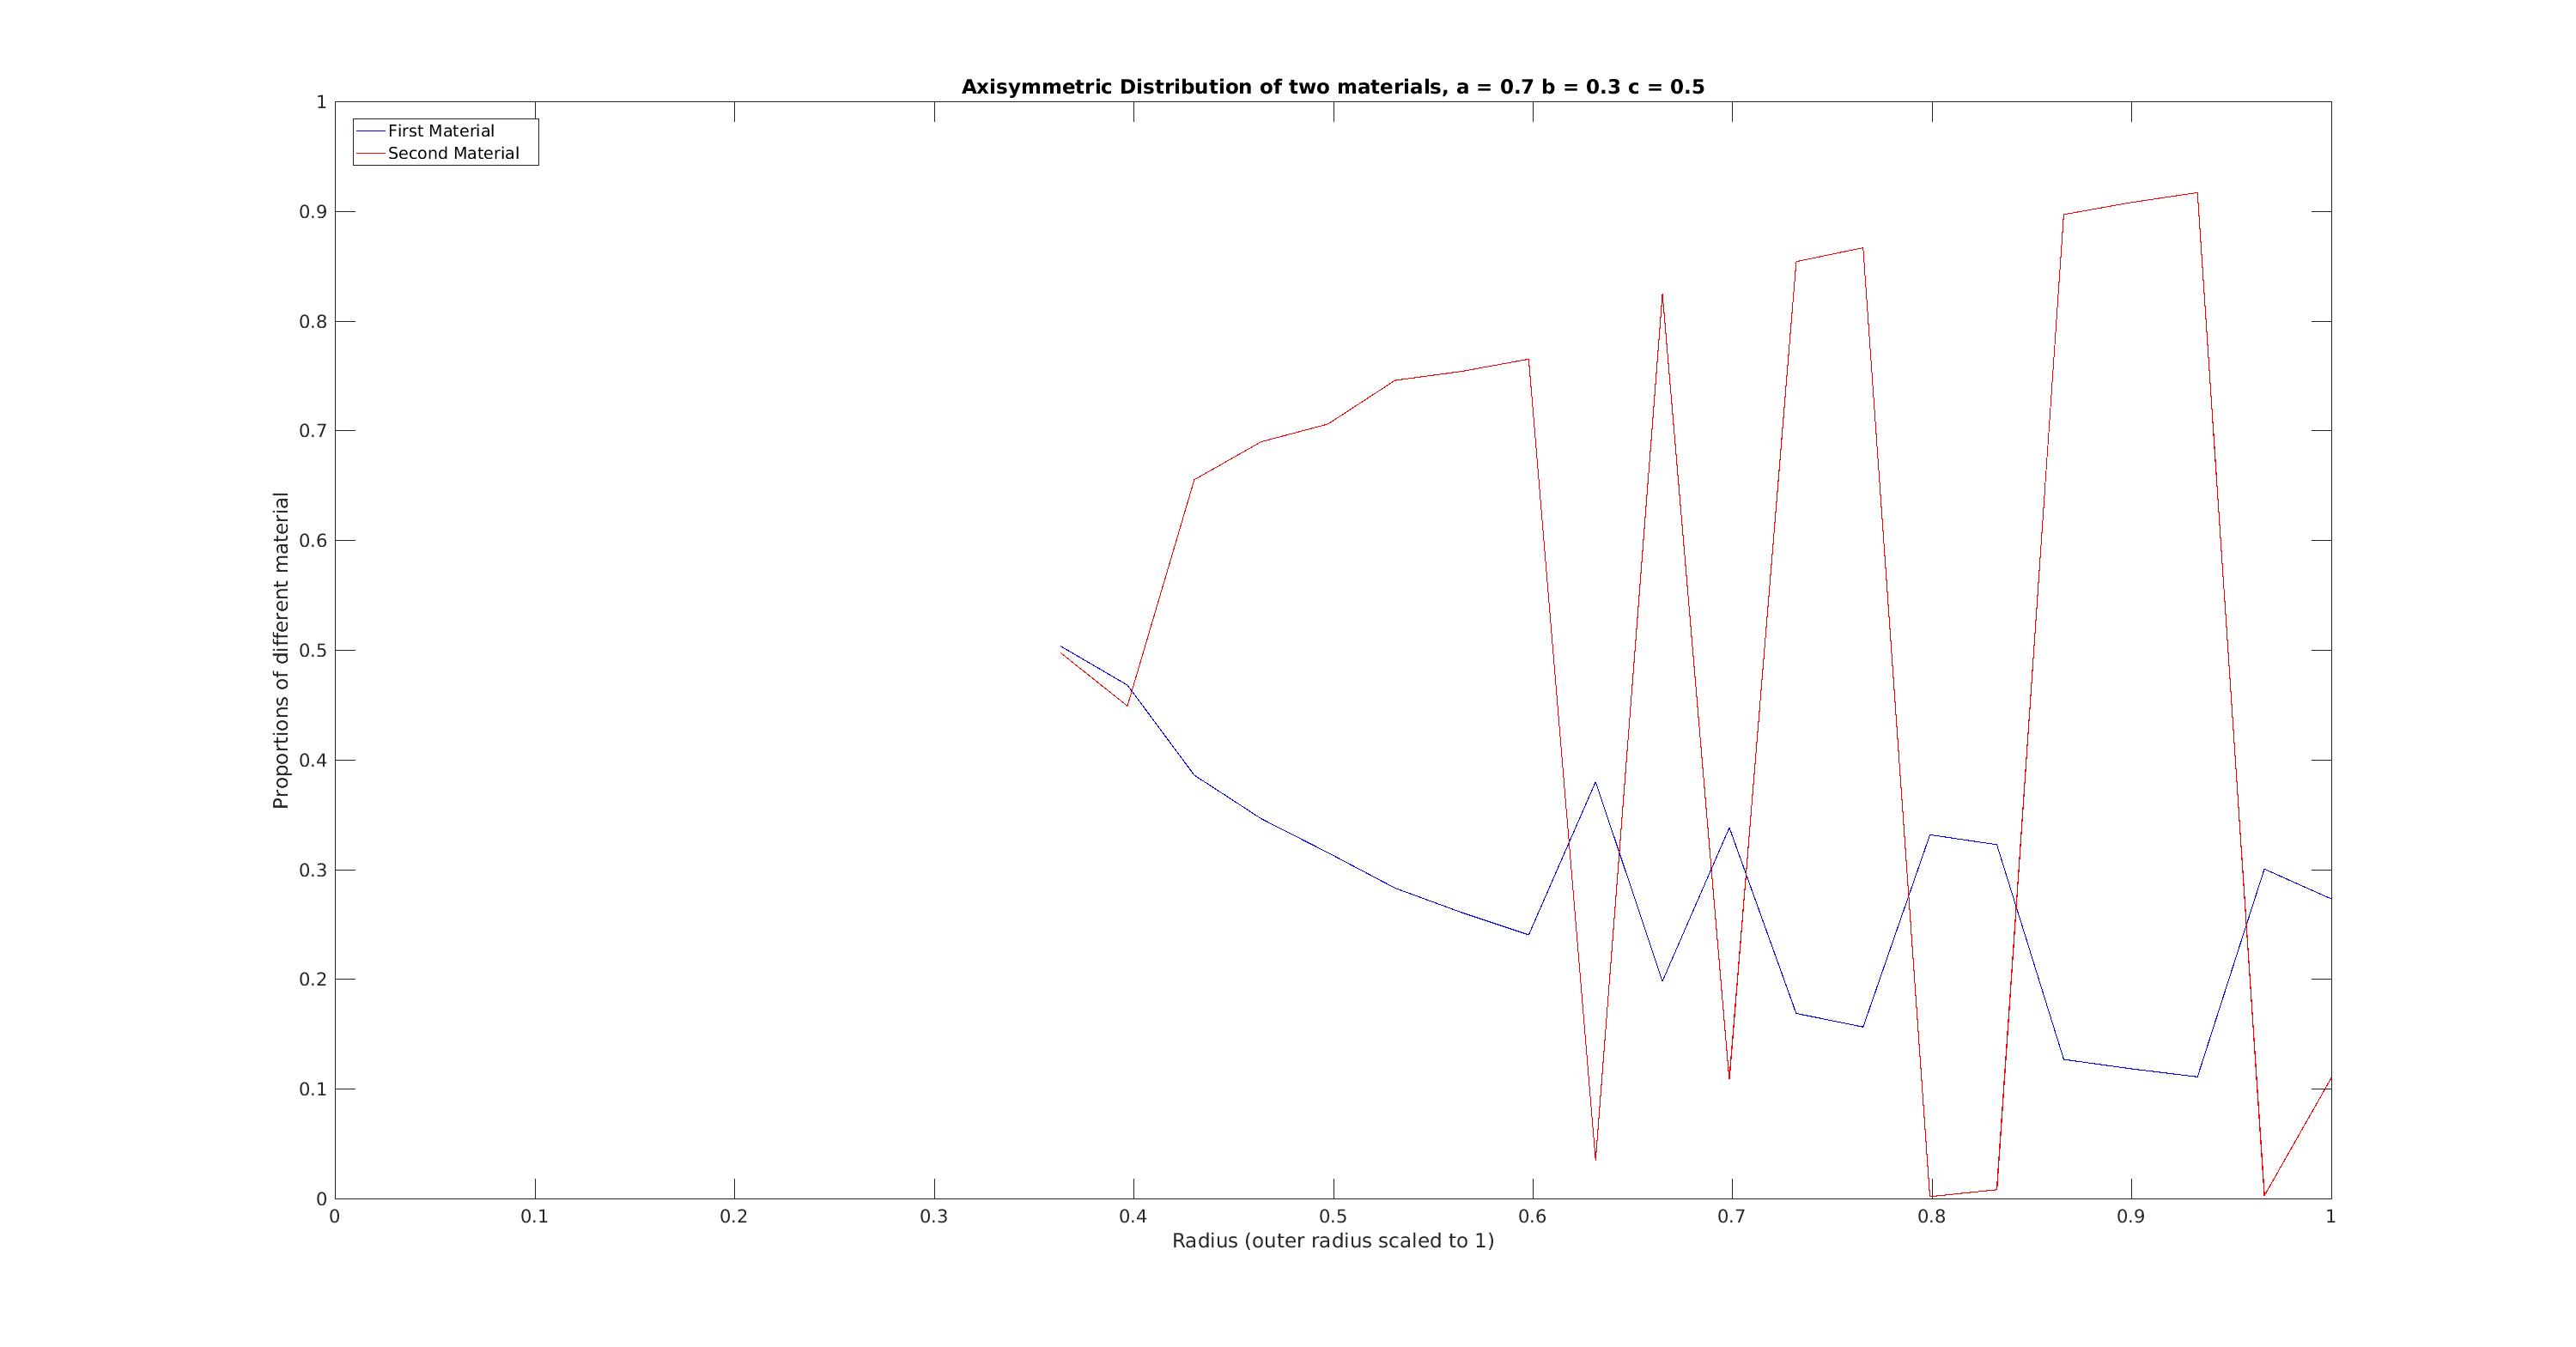 Axisymmetric Distribution of two materials, a = 0.7 b = 0.3 c = 0.5
First Material
Second Material
1
0.9
0.8
0.7
0.6
0.5
0.4
0.3
0.2
0.1
0
Proportions of different material
0 0.1 0.2 0.3 0.4 0.5 0.6 0.7 0.8 0.9 1
Radius (outer radius scaled to 1)